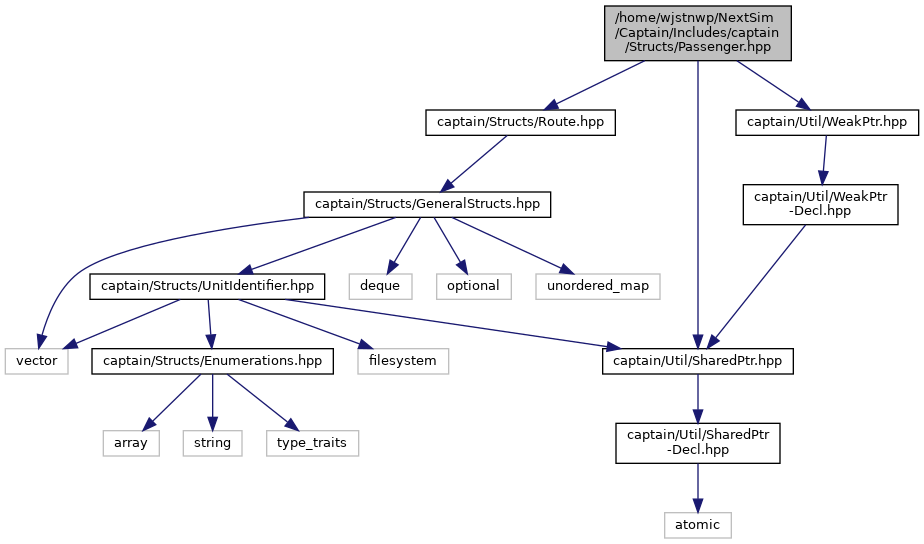 /home/wjstnwp/NextSim
/Captain/Includes/captain
/Structs/Passenger.hpp
captain/Structs/Route.hpp
captain/Util/WeakPtr.hpp
captain/Structs/GeneralStructs.hpp
captain/Util/WeakPtr
-Decl.hpp
captain/Structs/UnitIdentifier.hpp
deque
optional
unordered_map
vector
captain/Structs/Enumerations.hpp
filesystem
captain/Util/SharedPtr.hpp
array
string
type_traits
captain/Util/SharedPtr
-Decl.hpp
atomic